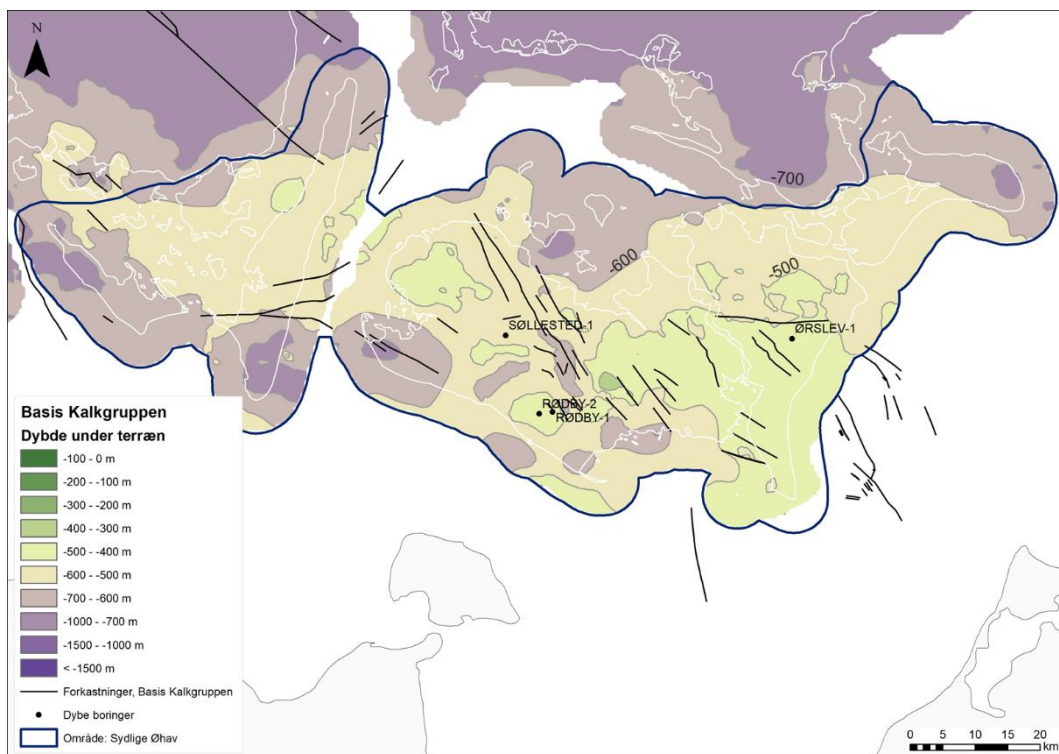 N
-700
-600
-500
SØLLESTED-1
ØRSLEV-1
RØDBY-2
RØDBY-1
Basis Kalkgruppen
Dybde under terræn
-100 - 0 m
-200 - -100 m
-300 - -200 m
-400 - -300 m
-500 - -400 m
-600 - -500 m
-700 - -600 m
-1000 - -700 m
-1500 - -1000 m
< -1500 m
Forkastninger, Basis Kalkgruppen
Dybe boringer
Område: Sydlige Øhav
0 5 10 15 20
km